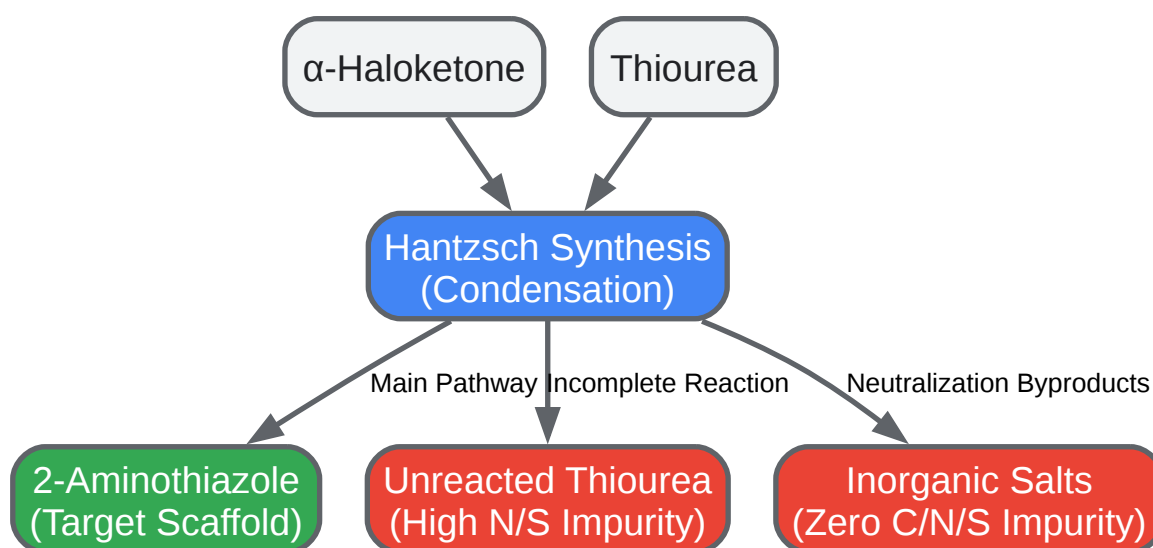 α-Haloketone
Thiourea
Hantzsch Synthesis
(Condensation)
Main Pathway
Incomplete Reaction
Neutralization Byproducts
2-Aminothiazole
(Target Scaffold)
Unreacted Thiourea
(High N/S Impurity)
Inorganic Salts
(Zero C/N/S Impurity)